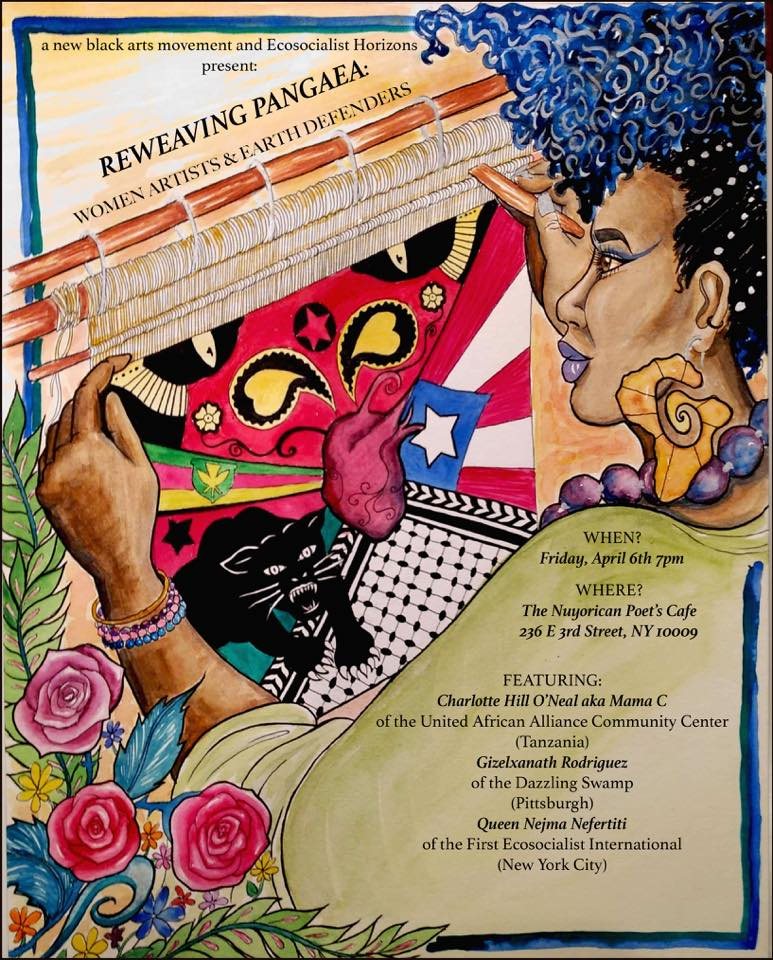 a new black arts movement and Ecosocialist Horizons
present:
REWEAVING PANGAEA:
WOMEN ARTISTS & EARTH DEFENDERS
WHEN?
Friday, April 6th 7pm
WHERE?
The Nuyorican Poet's Cafe
236 E 3rd Street, NY 10009
FEATURING:
Charlotte Hill O'Neal aka Mama C
of the United African Alliance Community Center
(Tanzania)
Gizelxanath Rodriguez
of the Dazzling Swamp
(Pittsburgh)
Queen Nejma Nefertiti
of the First Ecosocialist International
(New York City)